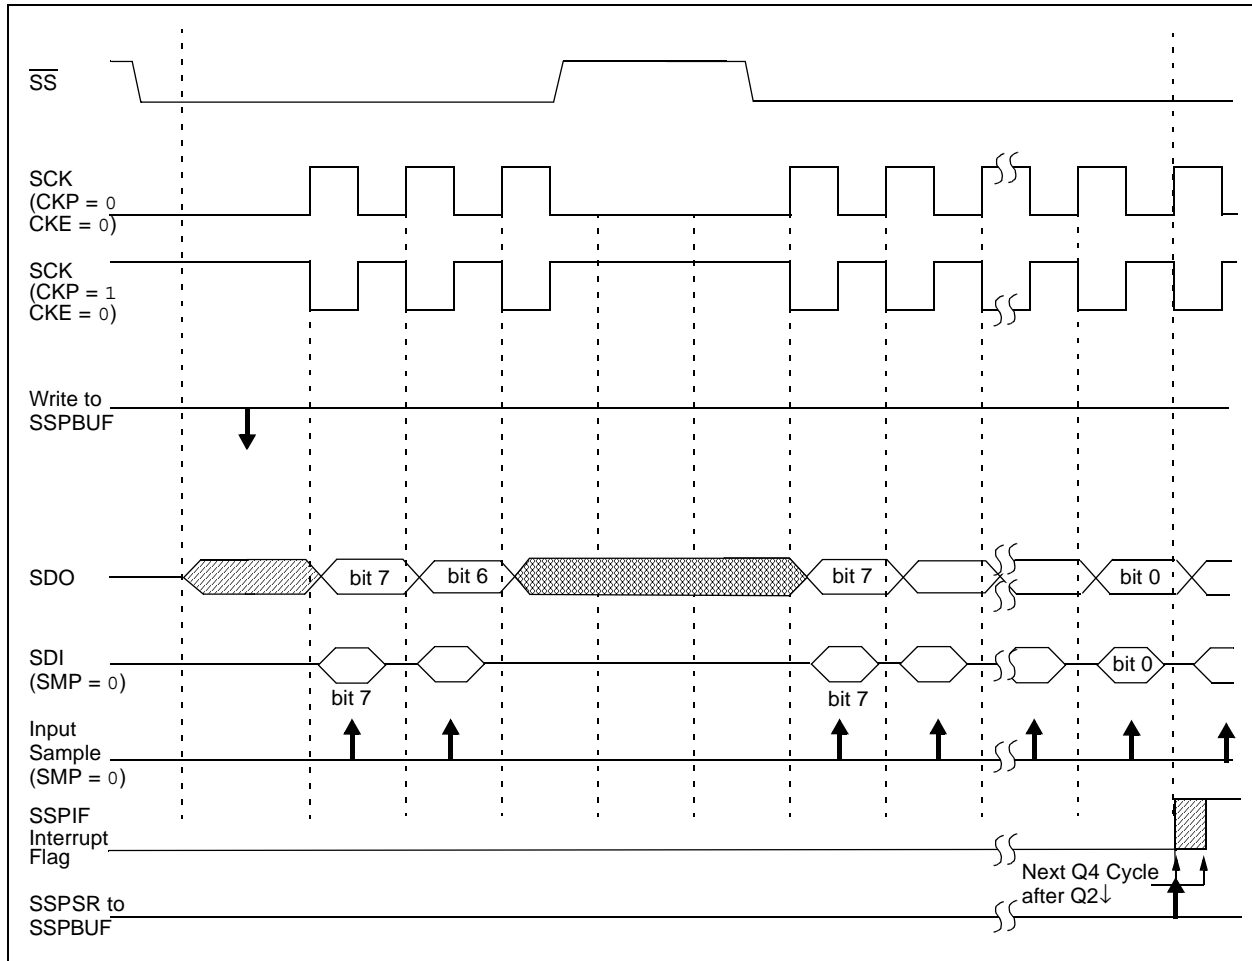 SS
SCK
(CKP = 0
CKE = 0)
SCK
(CKP = 1
CKE = 0)
Write to
SSPBUF
SDO
bit 7
bit 6
bit 7
bit 0
SDI
(SMP = 0)
bit 7
bit 7
bit 0
Input
Sample
(SMP = 0)
SSPIF
Interrupt
Flag
Next Q4 Cycle
after Q2↓
SSPSR to
SSPBUF